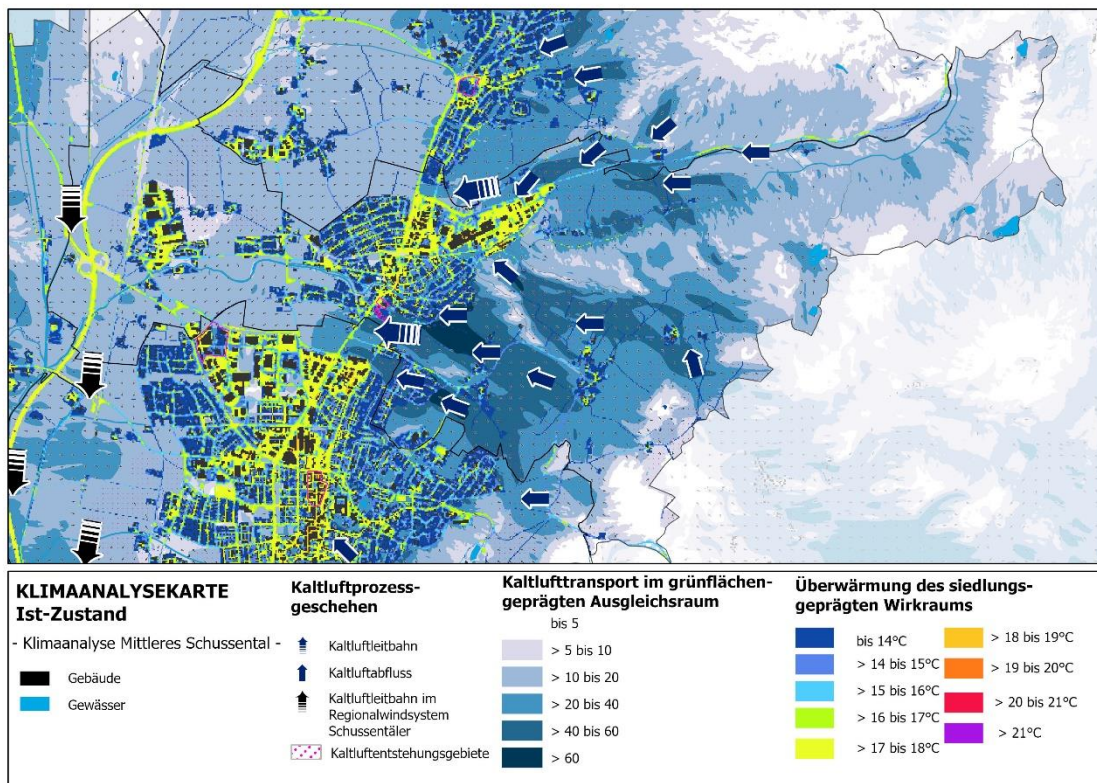 KLIMAANALYSEKARTE
Ist-Zustand
- Klimaanalyse Mittleres Schussental -
Gebäude
Gewässer
Kaltluftprozess-
geschehen
Kaltluftleitbahn
Kaltluftabfluss
Kaltluftleitbahn im
Regionalwindsystem
Schussentäler
Kaltluftentstehungsgebiete
Kaltlufttransport im grünflächen-
geprägten Ausgleichsraum
bis 5
> 5 bis 10
> 10 bis 20
> 20 bis 40
> 40 bis 60
> 60
Überwärmung des siedlungs-
geprägten Wirkraums
bis 14°C
> 14 bis 15°C
> 15 bis 16°C
> 16 bis 17°C
> 17 bis 18°C
> 18 bis 19°C
> 19 bis 20°C
> 20 bis 21°C
> 21°C